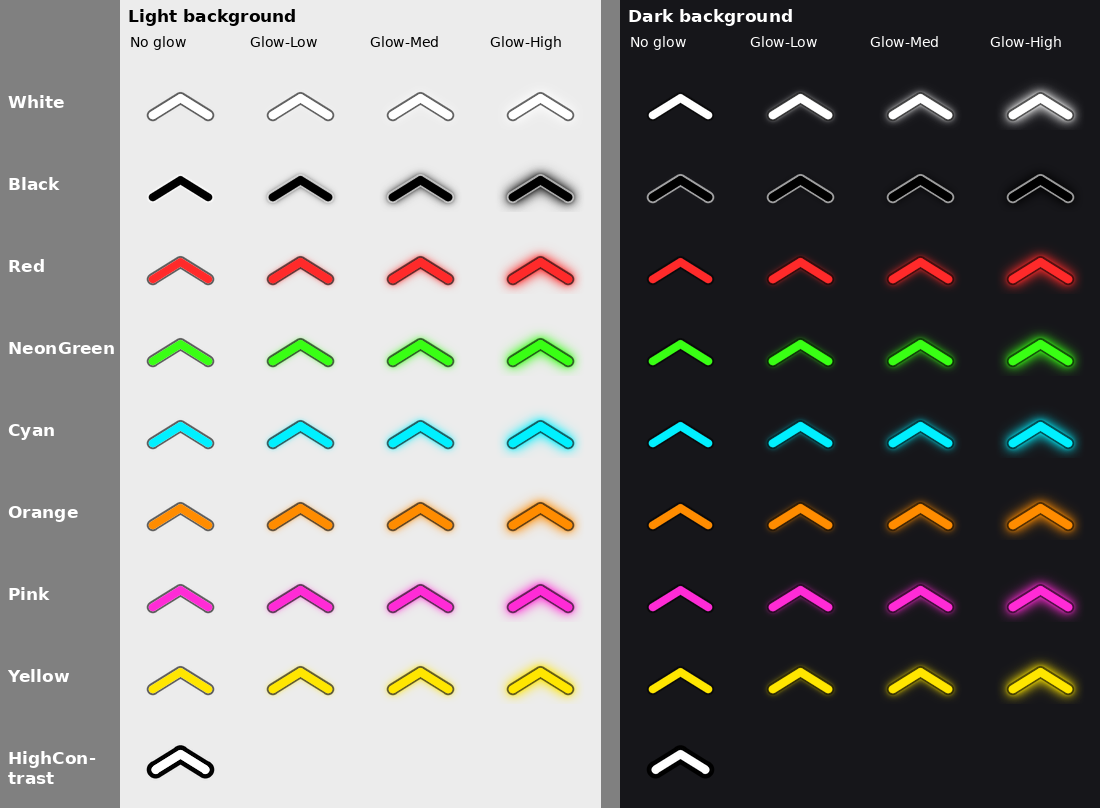 Light background
Dark background
No glow
Glow-Low
Glow-Med
Glow-High
No glow
Glow-Low
Glow-Med
Glow-High
White
Black
Red
NeonGreen
Cyan
Orange
Pink
Yellow
HighCon-
trast